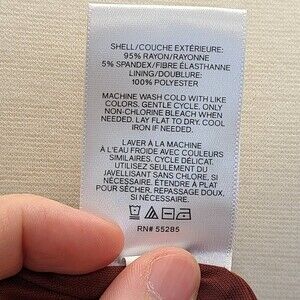 SHELL/COUCHE EXTÉRIEURE:
95% RAYON/RAYONNE
5% SPANDEX/FIBRE ÉLASTHANNE
LINING/DOUBLURE:
100% POLYESTER
MACHINE WASH COLD WITH LIKE
COLORS. GENTLE CYCLE. ONLY
NON-CHLORINE BLEACH WHEN
NEEDED. LAY FLAT TO DRY. COOL
IRON IF NEEDED.
LAVER À LA MACHINE
À L'EAU FROIDE AVEC COULEURS
SIMILAIRES. CYCLE DÉLICAT.
UTILISEZ SEULEMENT DU
JAVELLISANT SANS CHLORE, SI
NÉCESSAIRE. ÉTENDRE À PLAT
POUR SÉCHER. REPASSAGE DOUX,
SI NÉCESSAIRE.
RN# 55285